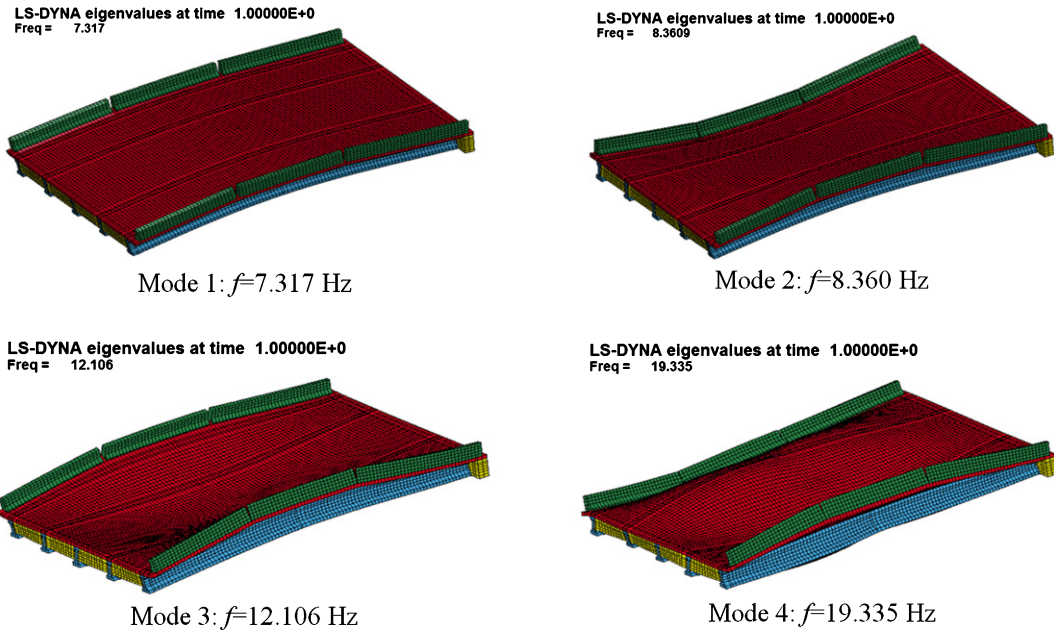 LS-DYNA eigenvalues at time 1.00000E+0
Freq = 7.317
Mode 1: f=7.317 Hz
LS-DYNA eigenvalues at time 1.00000E+0
Freq = 8.3609
Mode 2: f=8.360 Hz
LS-DYNA eigenvalues at time 1.00000E+0
Freq = 12.106
Mode 3: f=12.106 Hz
LS-DYNA eigenvalues at time 1.00000E+0
Freq = 19.335
Mode 4: f=19.335 Hz